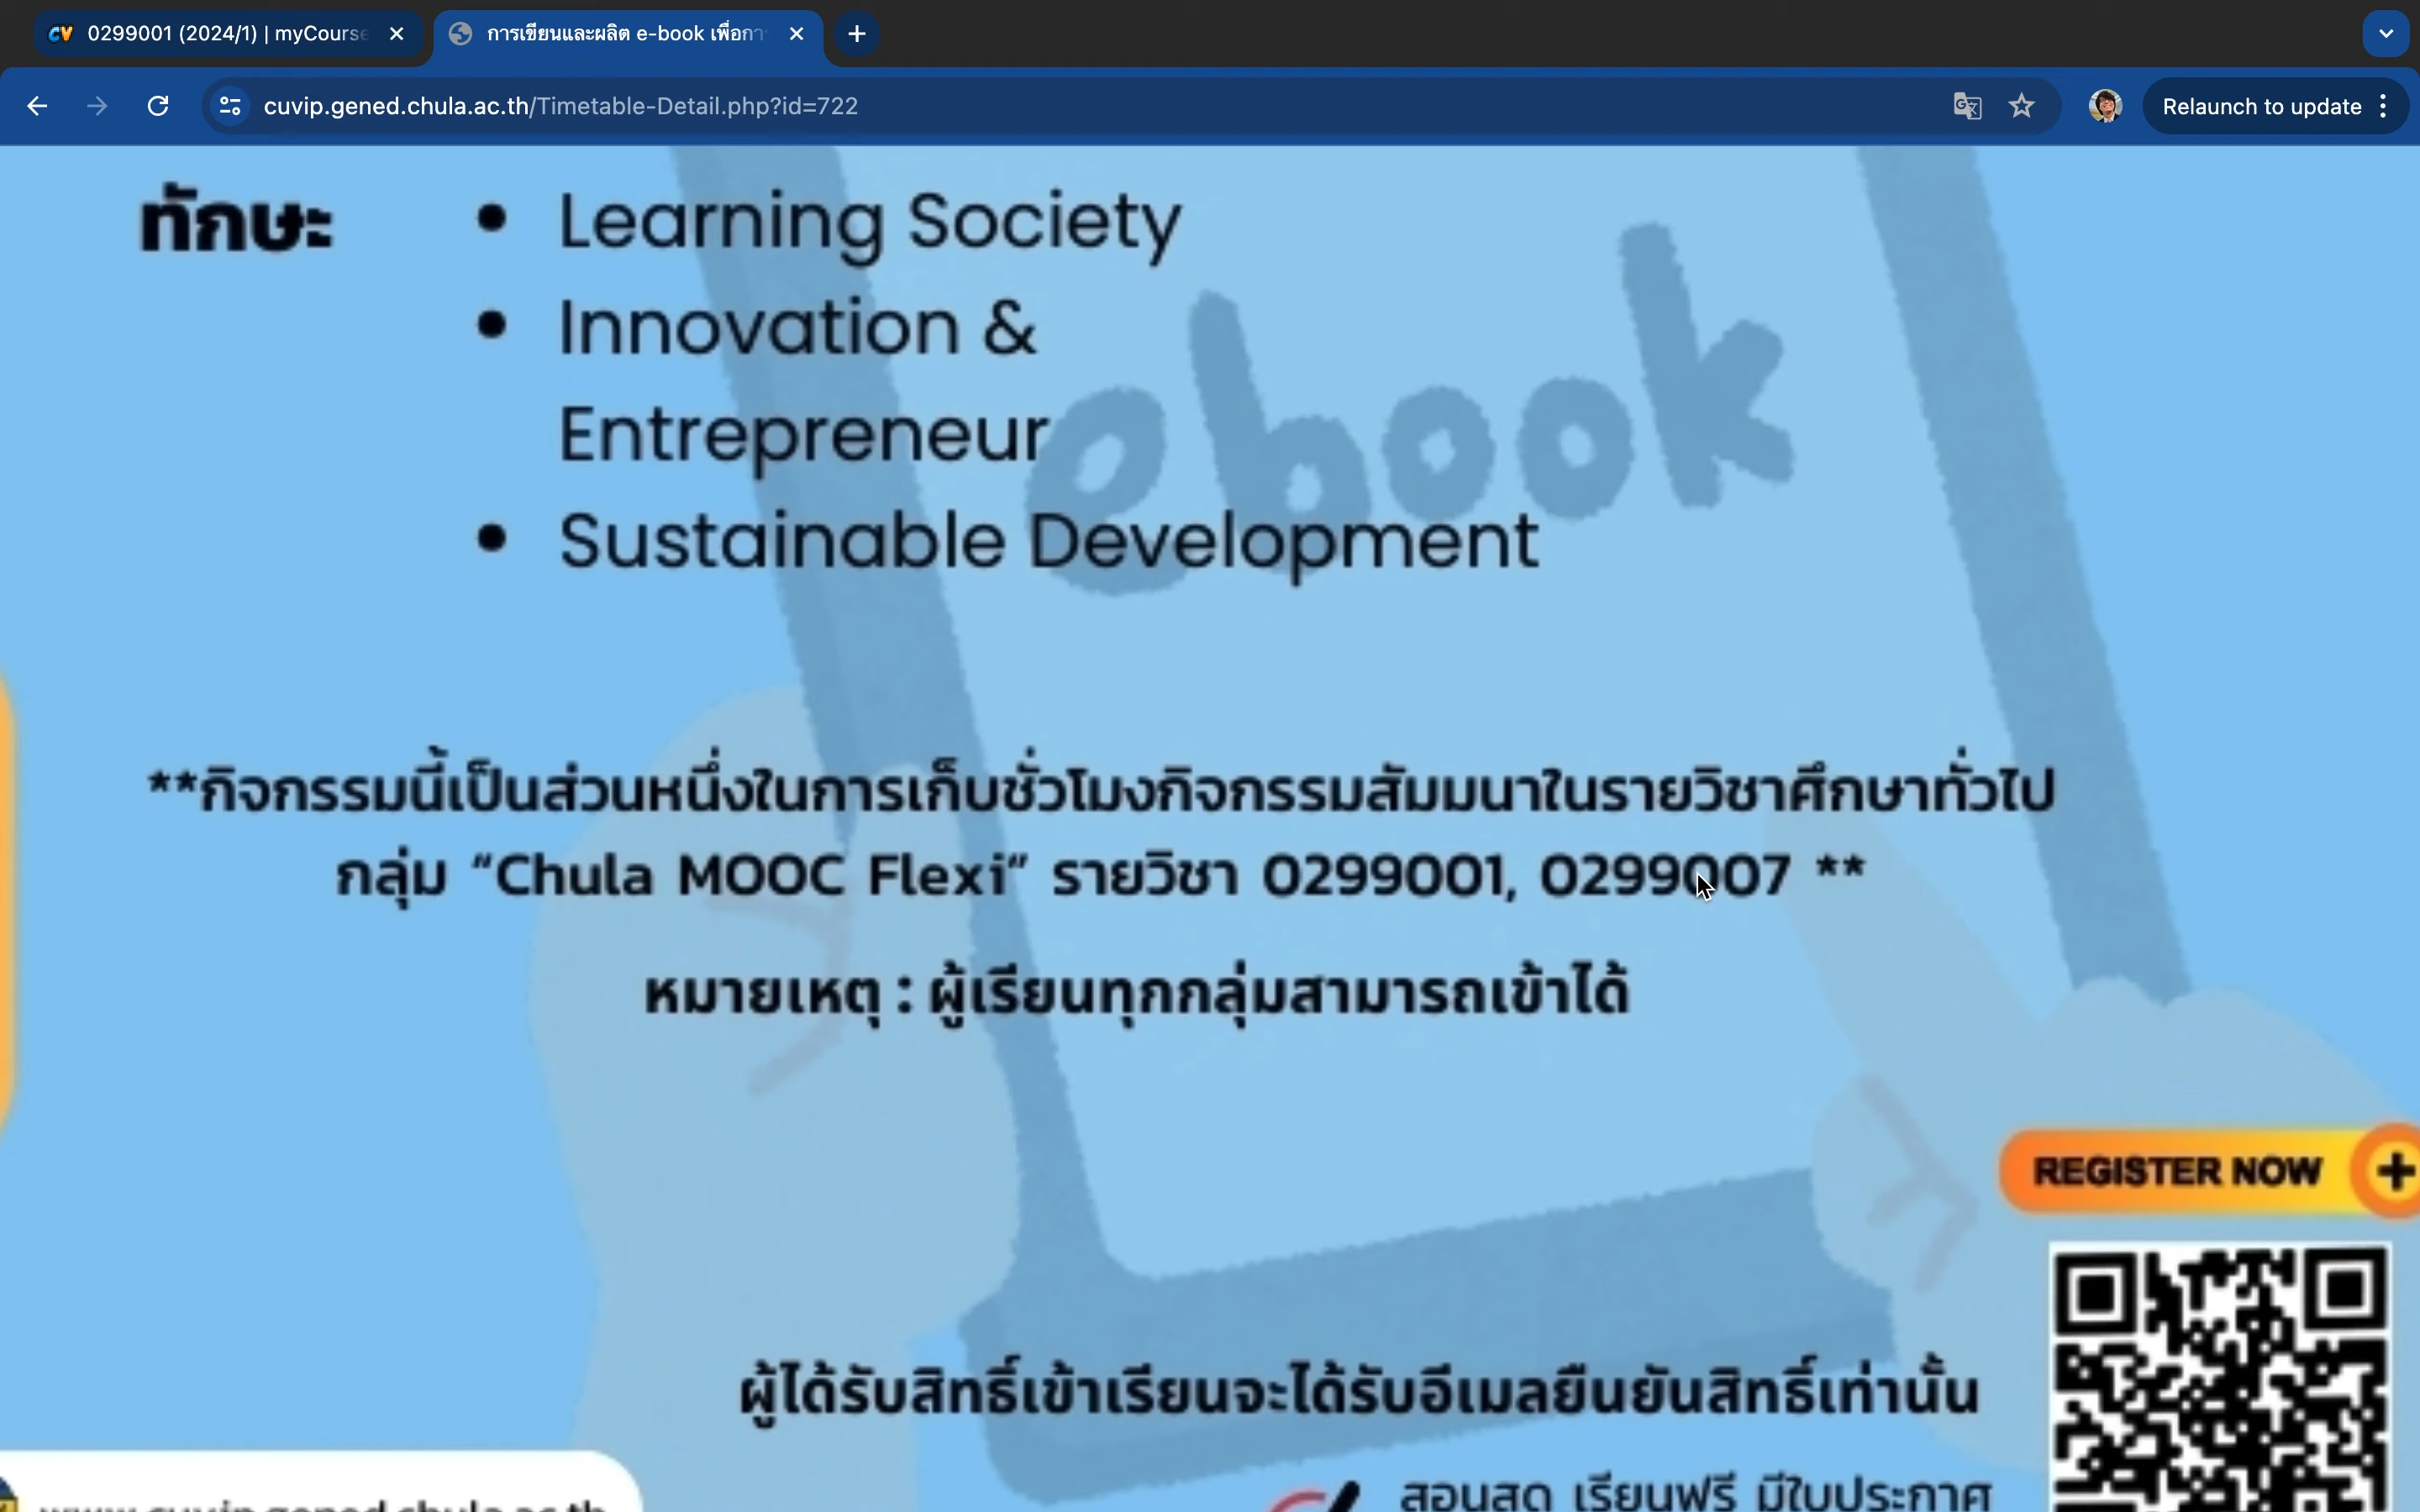 0299001 (2024/1) | myCourse
การเขียนและผลิต e-book เพื่อกา
cuvip.gened.chula.ac.th/Timetable-Detail.php?id=722
Relaunch to update
ทักษะ
• Learning Society
• Innovation &
Entrepreneur
• Sustainable Development
ebook
**กิจกรรมนี้เป็นส่วนหนึ่งในการเก็บชั่วโมงกิจกรรมสัมมนาในรายวิชาศึกษาทั่วไป
กลุ่ม “Chula MOOC Flexi” รายวิชา 0299001, 0299007 **
หมายเหตุ : ผู้เรียนทุกกลุ่มสามารถเข้าได้
REGISTER NOW
ผู้ได้รับสิทธิ์เข้าเรียนจะได้รับอีเมลยืนยันสิทธิ์เท่านั้น
www.cuvip.gened.chula.ac.th
สอนสด เรียนฟรี มีใบประกาศ